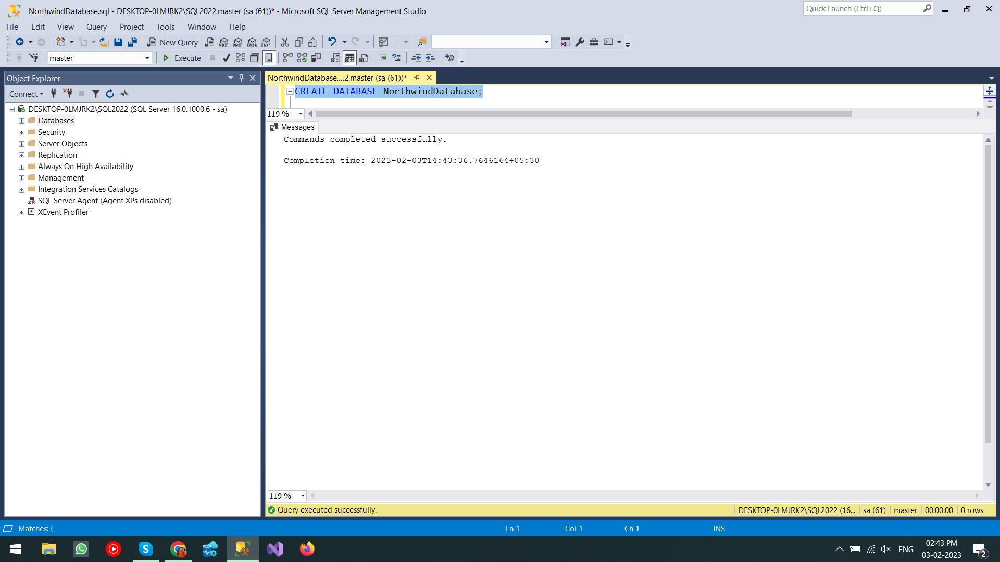 NorthwindDatabase.sql - DESKTOP-0LMJRK2\SQL2022.master (sa (61))* - Microsoft SQL Server Management Studio
Quick Launch (Ctrl+Q)
File Edit View Query Project Tools Window Help
New Query MDX DMX XMLA DAX
master Execute
Object Explorer
Connect
DESKTOP-0LMJRK2\SQL2022 (SQL Server 16.0.1000.6 - sa)
Databases
Security
Server Objects
Replication
Always On High Availability
Management
Integration Services Catalogs
SQL Server Agent (Agent XPs disabled)
XEvent Profiler
NorthwindDatabase....2.master (sa (61))*
CREATE DATABASE NorthwindDatabase;
119 %
Messages
Commands completed successfully.
Completion time: 2023-02-03T14:43:36.7646164+05:30
119 %
Query executed successfully.
DESKTOP-0LMJRK2\SQL2022 (16... sa (61) master 00:00:00 0 rows
Matches: ( Ln 1 Col 1 Ch 1 INS
ENG
02:43 PM
03-02-2023
2